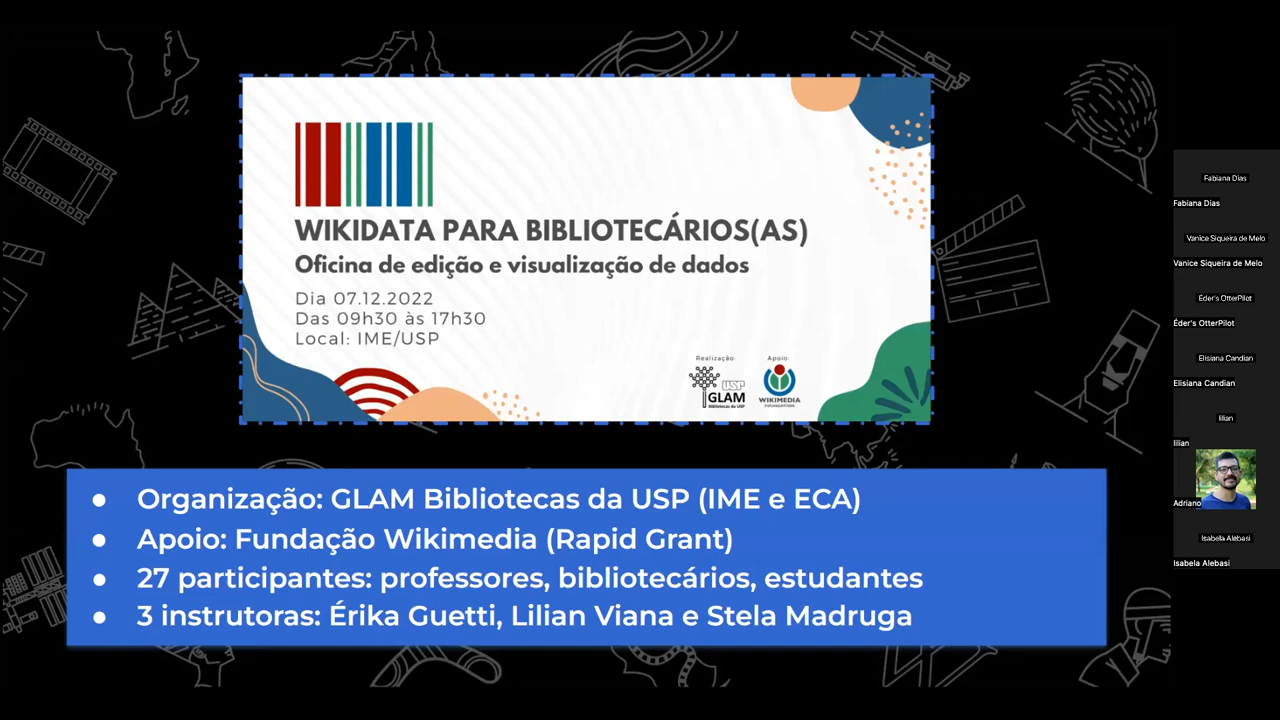 WIKIDATA PARA BIBLIOTECÁRIOS(AS)
Oficina de edição e visualização de dados
Dia 07.12.2022
Das 09h30 às 17h30
Local: IME/USP
Realização:
Apoio:
USP
GLAM
Bibliotecas da USP
WIKIMEDIA
FOUNDATION
● Organização: GLAM Bibliotecas da USP (IME e ECA)
● Apoio: Fundação Wikimedia (Rapid Grant)
● 27 participantes: professores, bibliotecários, estudantes
● 3 instrutoras: Érika Guetti, Lilian Viana e Stela Madruga
Fabiana Dias
Fabiana Dias
Vanice Siqueira de Melo
Vanice Siqueira de Melo
Éder's OtterPilot
Éder's OtterPilot
Elisiana Candian
Elisiana Candian
lilian
lilian
Adriano
Isabela Alebasi
Isabela Alebasi